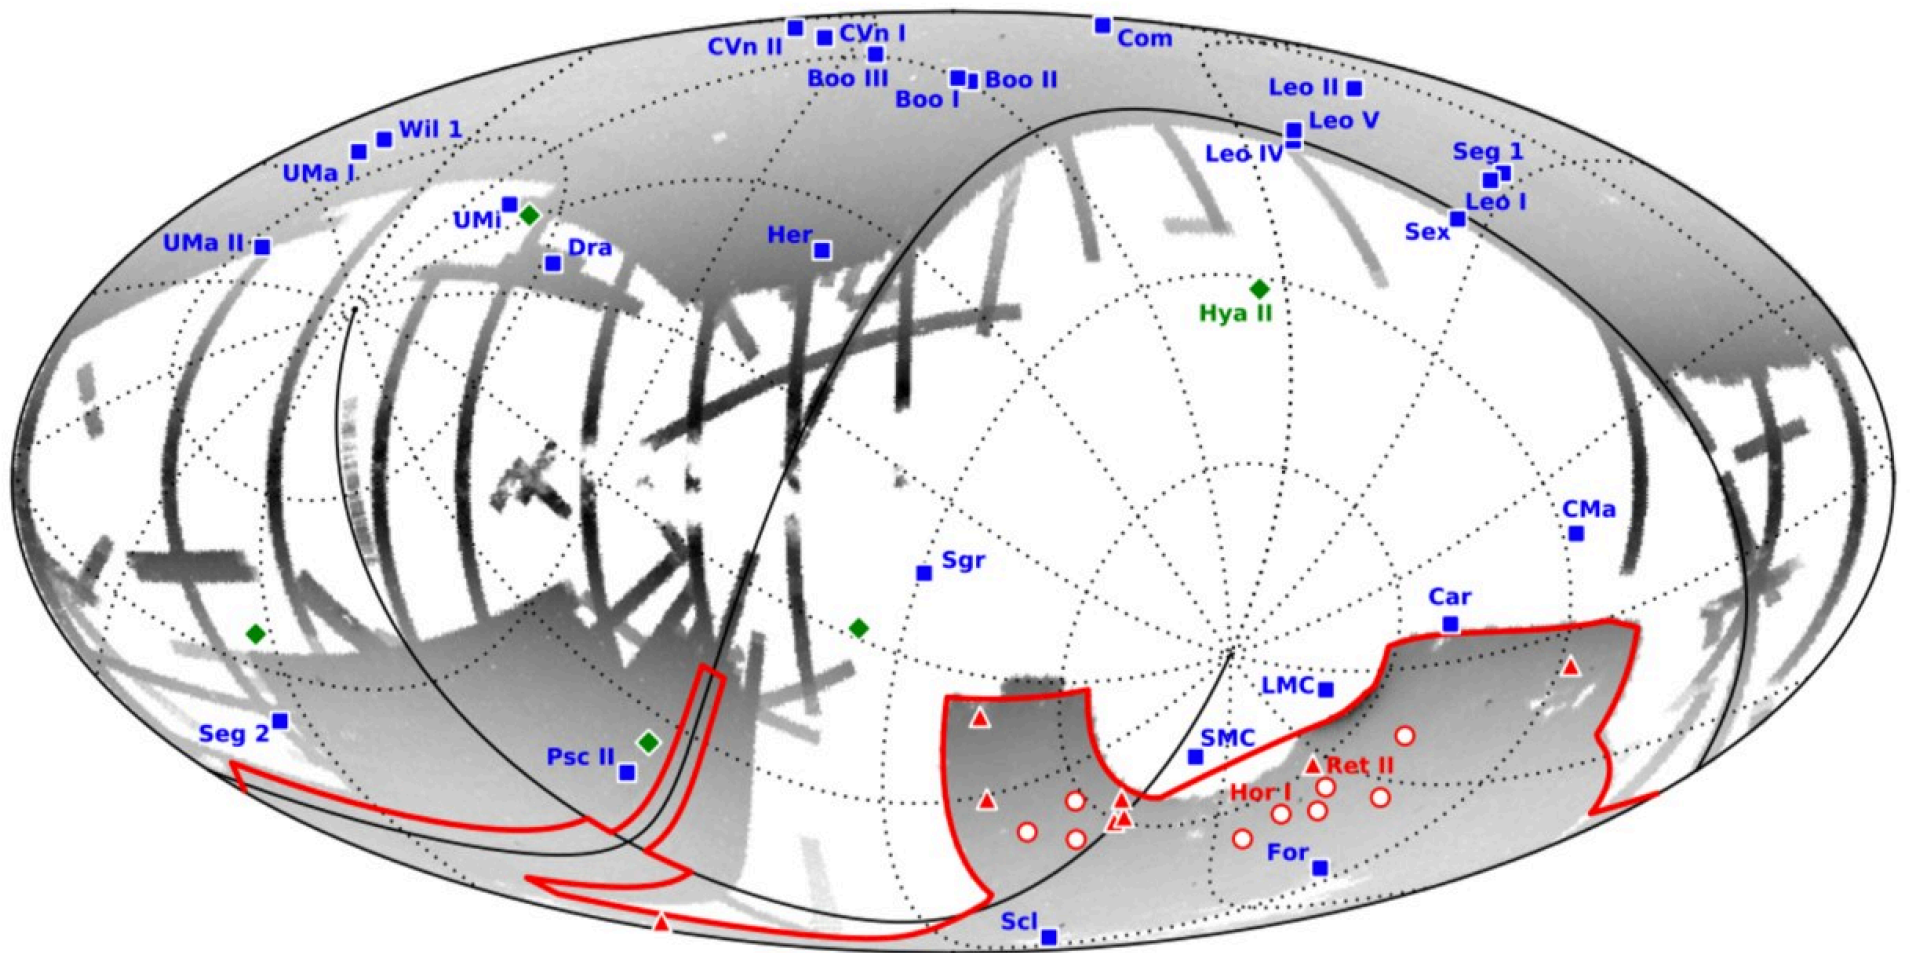 CVn II
CVn I
Com
Boo III
Boo I
Boo II
Leo II
Leo V
Wil 1
UMa I
Leo IV
Seg 1
Leo I
UMi
UMa II
Dra
Her
Sex
Hya II
CMa
Sgr
Car
LMC
Seg 2
Psc II
SMC
Ret II
Hor I
For
Scl